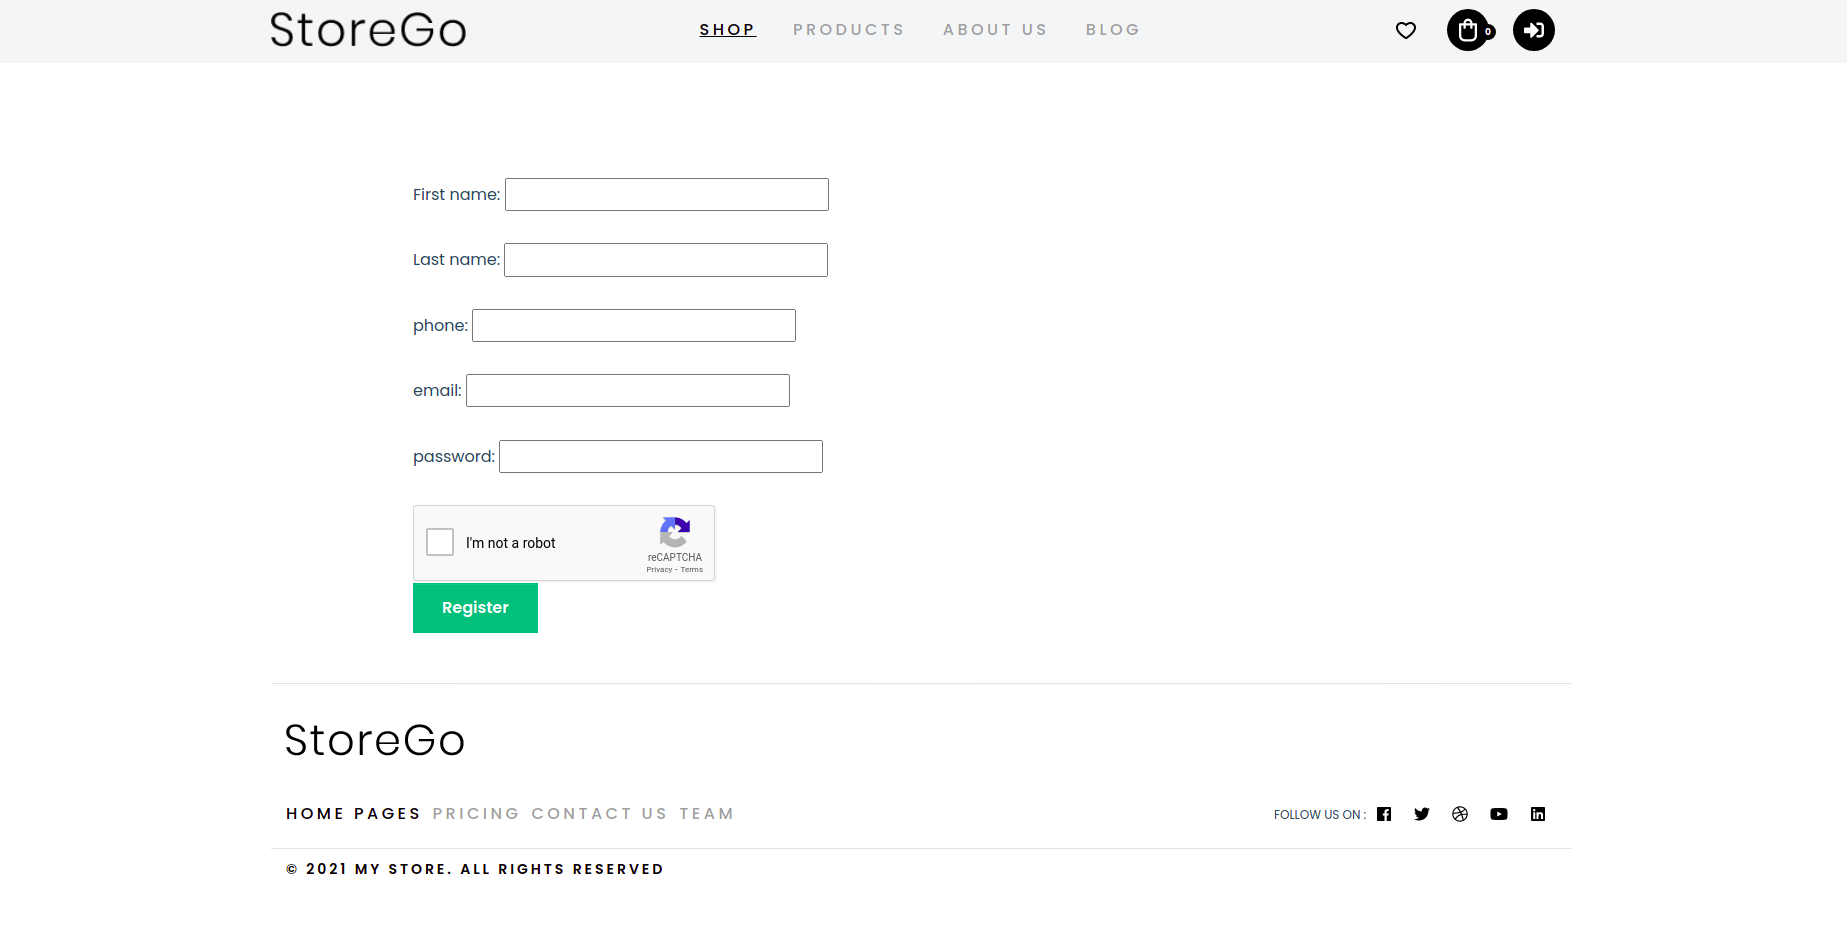 StoreGo SHOP PRODUCTS ABOUT US BLOG 0
First name:
Last name:
phone:
email:
password:
I'm not a robot
reCAPTCHA
Privacy - Terms
Register
StoreGo
HOME PAGES PRICING CONTACT US TEAM FOLLOW US ON :
© 2021 MY STORE. ALL RIGHTS RESERVED